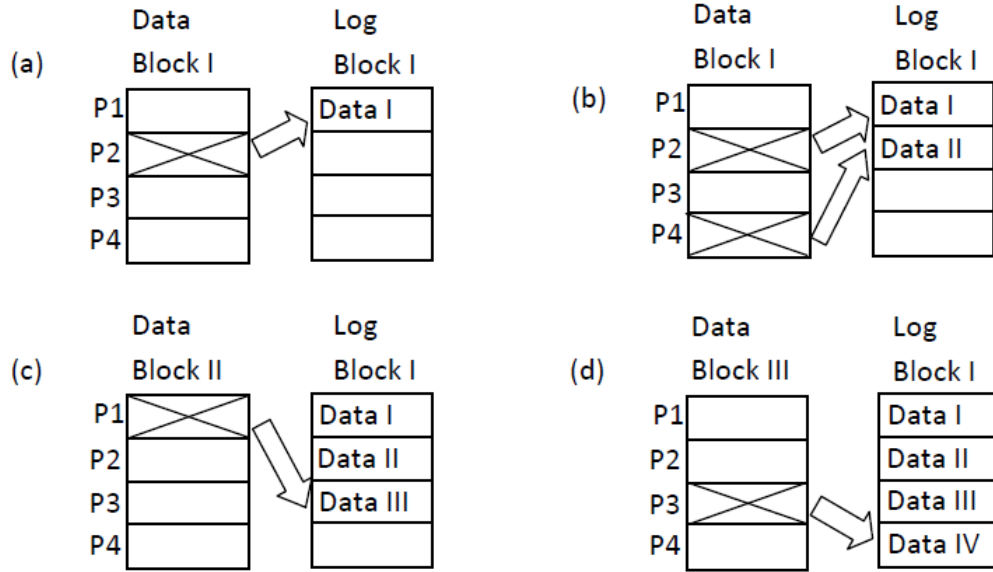 (a)
Data Log
Block I Block I
P1 Data I
P2
P3
P4
(b)
Data Log
Block I Block I
P1 Data I
P2 Data II
P3
P4
(c)
Data Log
Block II Block I
P1 Data I
P2 Data II
P3 Data III
P4
(d)
Data Log
Block III Block I
P1 Data I
P2 Data II
P3 Data III
P4 Data IV